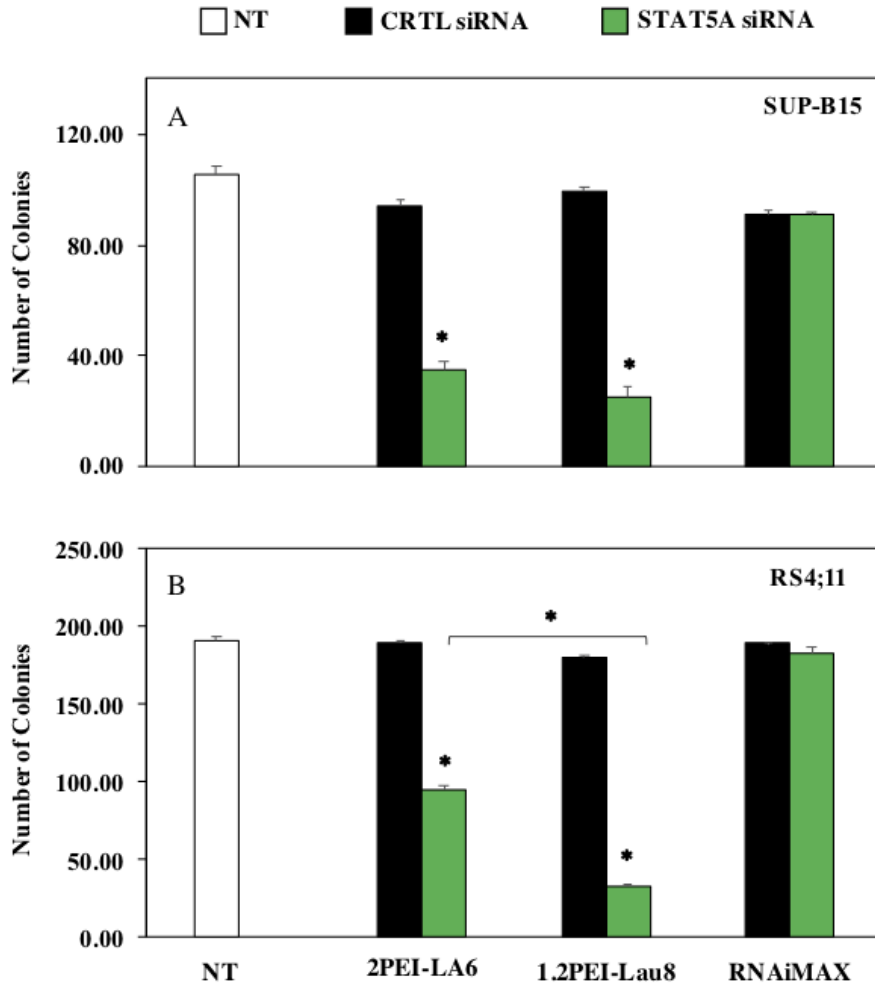 NT CRTL siRNA STAT5A siRNA
A
SUP-B15
Number of Colonies
120.00
80.00
40.00
0.00
*
*
B
RS4;11
Number of Colonies
250.00
200.00
150.00
100.00
50.00
0.00
*
*
*
NT 2PEI-LA6 1.2PEI-Lau8 RNAiMAX